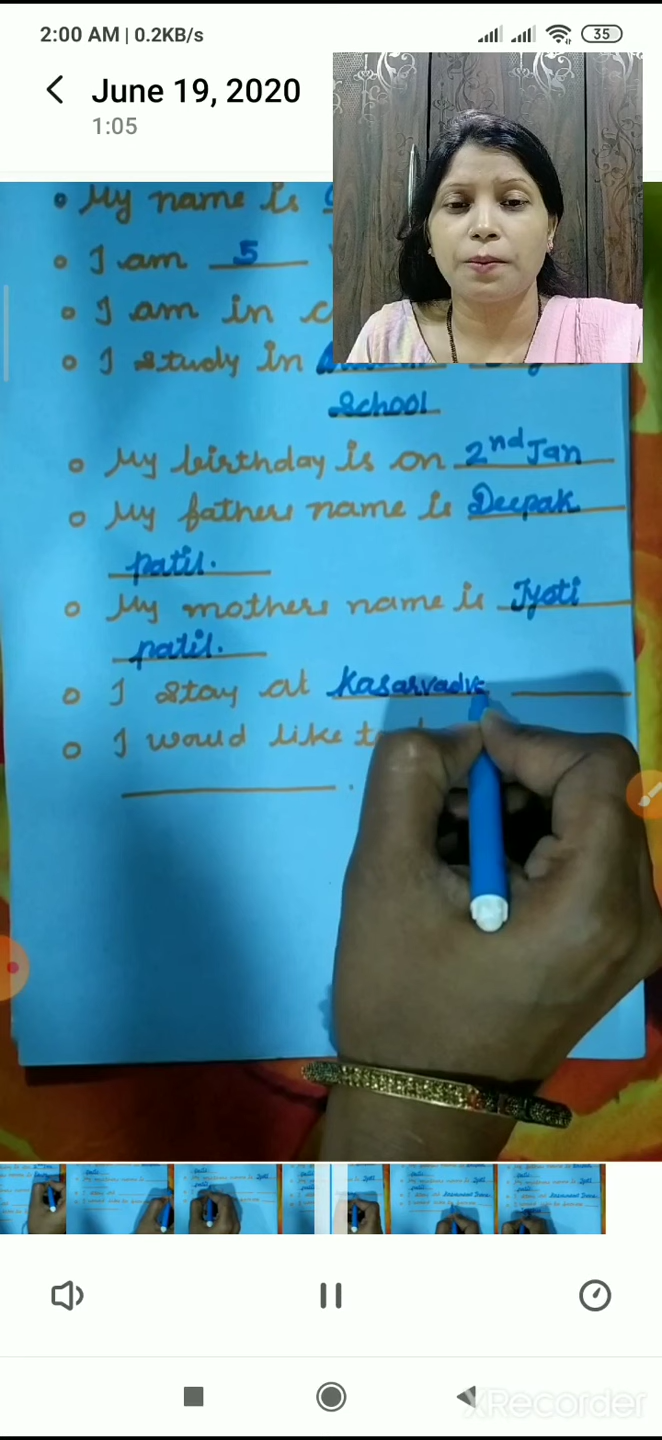 2:00 AM | 0.2KB/s
35
June 19, 2020
1:05
My name is
I am 5
I am in c
I study in
School
My birthday is on 2nd Jan
My fathers name is Deepak
patil.
My mothers name is Jyoti
patil.
I stay at Kasarvadv
I would like t
.
XRecorder